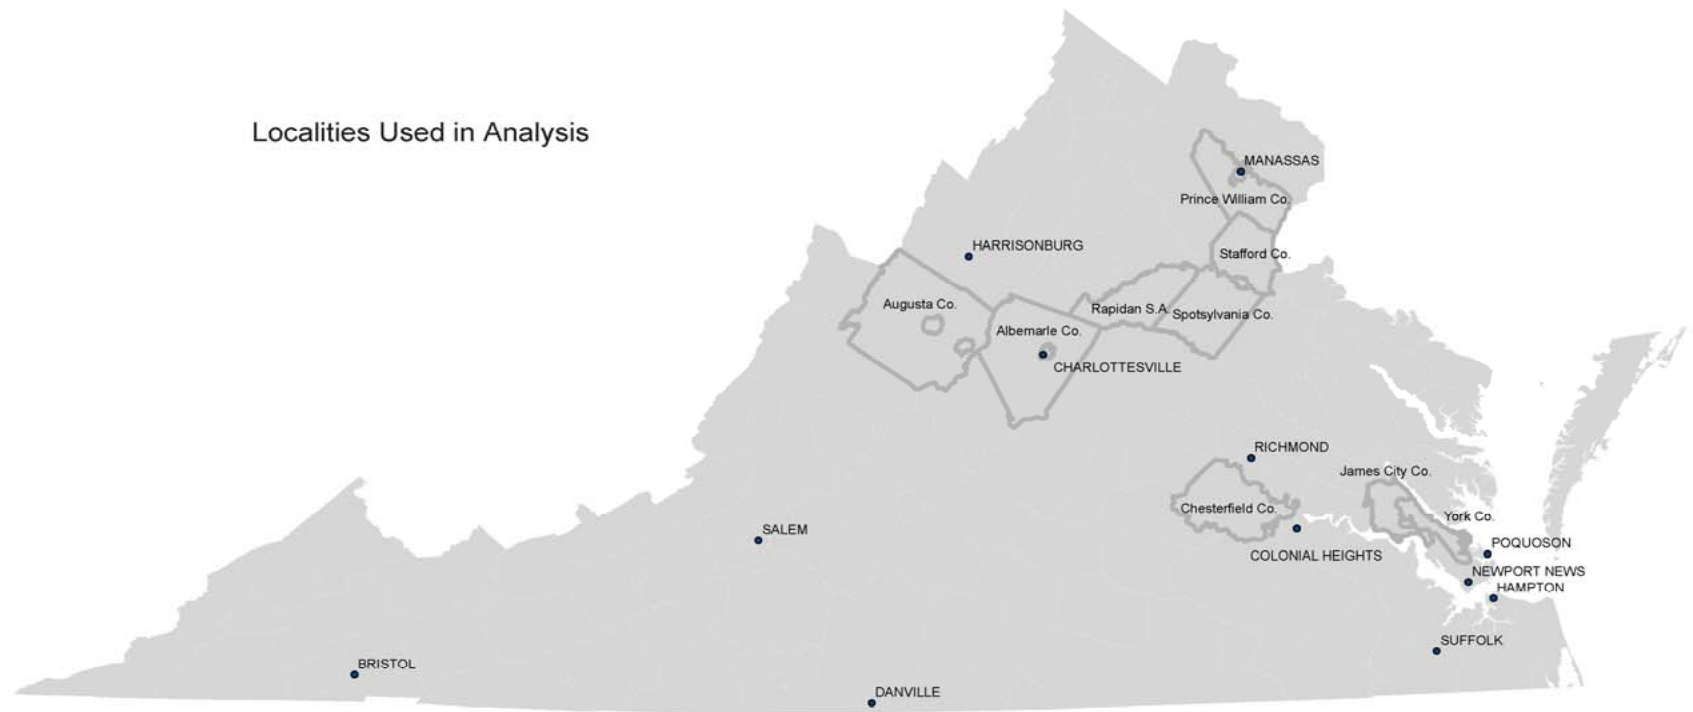 Localities Used in Analysis
MANASSAS
Prince William Co.
HARRISONBURG
Stafford Co.
Augusta Co.
Rapidan S.A.
Spotsylvania Co.
Albemarle Co.
CHARLOTTESVILLE
RICHMOND
James City Co.
Chesterfield Co.
York Co.
SALEM
COLONIAL HEIGHTS
POQUOSON
NEWPORT NEWS
HAMPTON
SUFFOLK
BRISTOL
DANVILLE